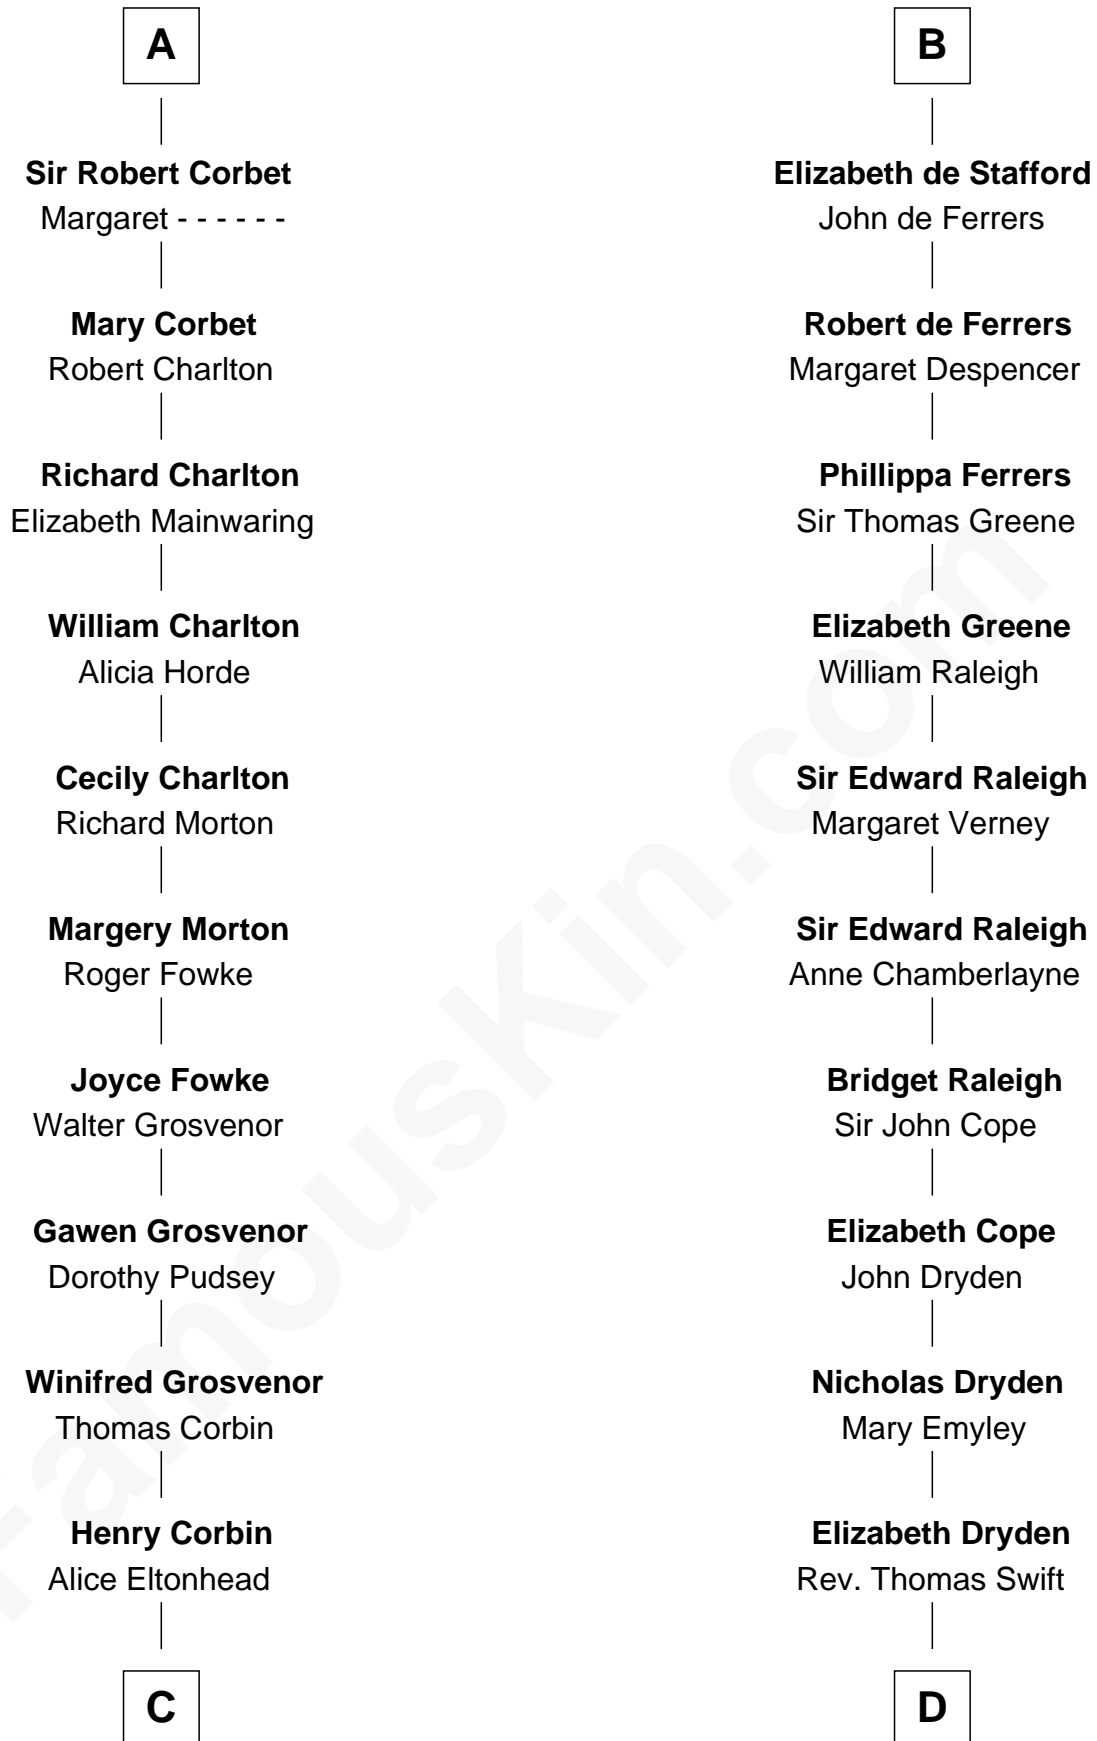 A
Sir Robert Corbet
Margaret - - - - - -
Mary Corbet
Robert Charlton
Richard Charlton
Elizabeth Mainwaring
William Charlton
Alicia Horde
Cecily Charlton
Richard Morton
Margery Morton
Roger Fowke
Joyce Fowke
Walter Grosvenor
Gawen Grosvenor
Dorothy Pudsey
Winifred Grosvenor
Thomas Corbin
Henry Corbin
Alice Eltonhead
C
B
Elizabeth de Stafford
John de Ferrers
Robert de Ferrers
Margaret Despencer
Phillippa Ferrers
Sir Thomas Greene
Elizabeth Greene
William Raleigh
Sir Edward Raleigh
Margaret Verney
Sir Edward Raleigh
Anne Chamberlayne
Bridget Raleigh
Sir John Cope
Elizabeth Cope
John Dryden
Nicholas Dryden
Mary Emyley
Elizabeth Dryden
Rev. Thomas Swift
D
FamousKin.com